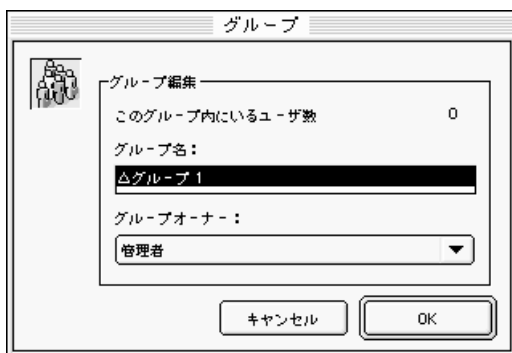 グループ
グループ編集
このグループ内にいるユーザ数 0
グループ名：
△グループ 1
グループオーナー：
管理者
キャンセル
OK